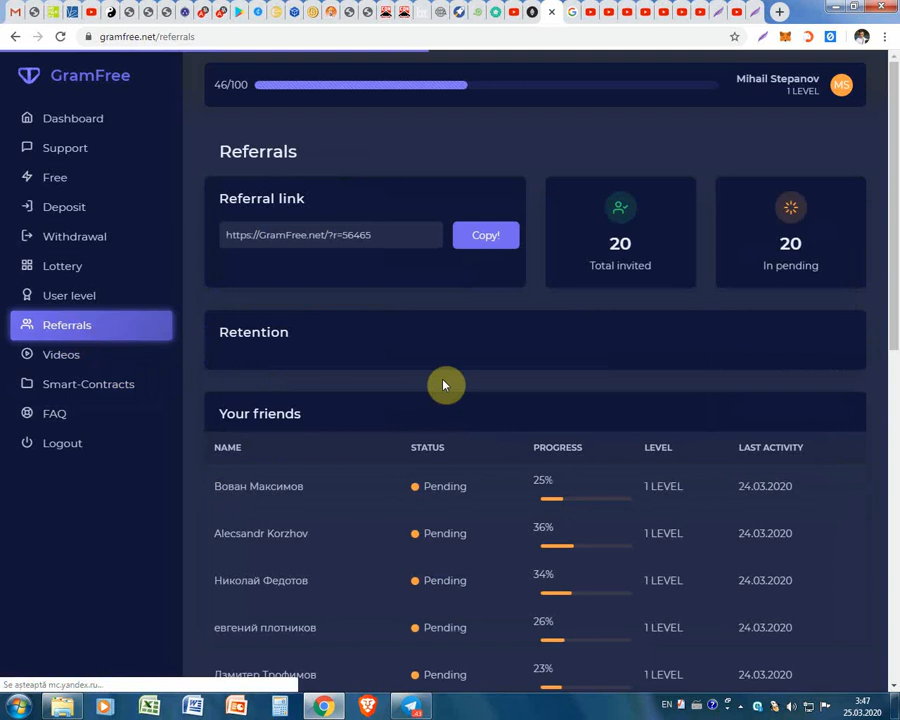 gramfree.net/referrals
GramFree
46/100
Mihail Stepanov
1 LEVEL
MS
Dashboard
Support
Free
Deposit
Withdrawal
Lottery
User level
Referrals
Videos
Smart-Contracts
FAQ
Logout
Referrals
Referral link
https://GramFree.net/?r=56465
Copy!
20
Total invited
20
In pending
Retention
Your friends
NAME STATUS PROGRESS LEVEL LAST ACTIVITY
Вован Максимов Pending 25% 1 LEVEL 24.03.2020
Alecsandr Korzhov Pending 36% 1 LEVEL 24.03.2020
Николай Федотов Pending 34% 1 LEVEL 24.03.2020
евгений плотников Pending 26% 1 LEVEL 24.03.2020
Дмитер Трофимов Pending 23% 1 LEVEL 24.03.2020
Se așteaptă mc.yandex.ru...
EN
3:47
25.03.2020